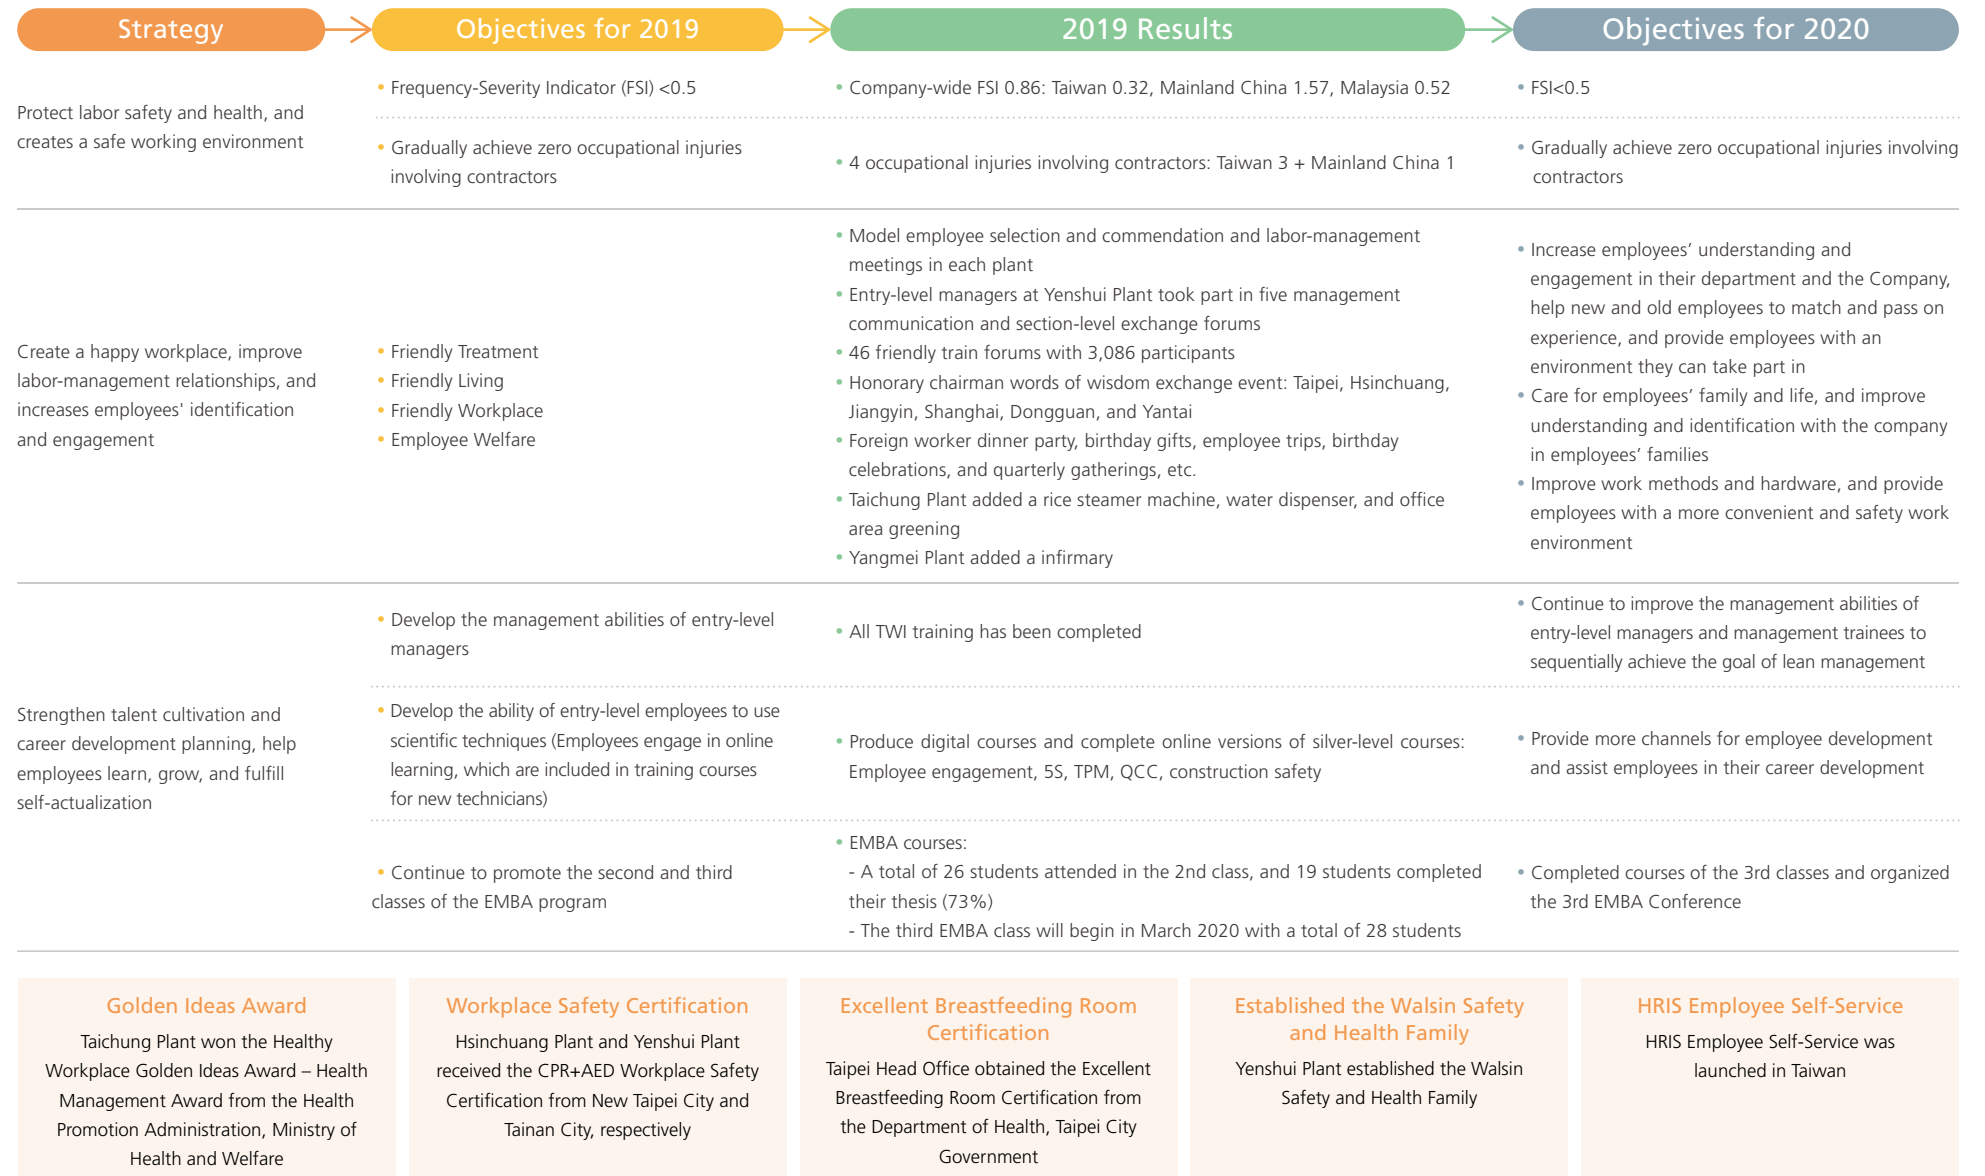 Strategy
Objectives for 2019
2019 Results
Objectives for 2020
Protect labor safety and health, and
creates a safe working environment
• Frequency-Severity Indicator (FSI) <0.5
• Company-wide FSI 0.86: Taiwan 0.32, Mainland China 1.57, Malaysia 0.52
• FSI<0.5
• Gradually achieve zero occupational injuries
involving contractors
• 4 occupational injuries involving contractors: Taiwan 3 + Mainland China 1
• Gradually achieve zero occupational injuries involving
contractors
Create a happy workplace, improve
labor-management relationships, and
increases employees' identification
and engagement
• Friendly Treatment
• Friendly Living
• Friendly Workplace
• Employee Welfare
• Model employee selection and commendation and labor-management
meetings in each plant
• Entry-level managers at Yenshui Plant took part in five management
communication and section-level exchange forums
• 46 friendly train forums with 3,086 participants
• Honorary chairman words of wisdom exchange event: Taipei, Hsinchuang,
Jiangyin, Shanghai, Dongguan, and Yantai
• Foreign worker dinner party, birthday gifts, employee trips, birthday
celebrations, and quarterly gatherings, etc.
• Taichung Plant added a rice steamer machine, water dispenser, and office
area greening
• Yangmei Plant added a infirmary
• Increase employees’ understanding and
engagement in their department and the Company,
help new and old employees to match and pass on
experience, and provide employees with an
environment they can take part in
• Care for employees’ family and life, and improve
understanding and identification with the company
in employees’ families
• Improve work methods and hardware, and provide
employees with a more convenient and safety work
environment
Strengthen talent cultivation and
career development planning, help
employees learn, grow, and fulfill
self-actualization
• Develop the management abilities of entry-level
managers
• All TWI training has been completed
• Continue to improve the management abilities of
entry-level managers and management trainees to
sequentially achieve the goal of lean management
• Develop the ability of entry-level employees to use
scientific techniques (Employees engage in online
learning, which are included in training courses
for new technicians)
• Produce digital courses and complete online versions of silver-level courses:
Employee engagement, 5S, TPM, QCC, construction safety
• Provide more channels for employee development
and assist employees in their career development
• Continue to promote the second and third
classes of the EMBA program
• EMBA courses:
- A total of 26 students attended in the 2nd class, and 19 students completed
their thesis (73%)
- The third EMBA class will begin in March 2020 with a total of 28 students
• Completed courses of the 3rd classes and organized
the 3rd EMBA Conference
Golden Ideas Award
Taichung Plant won the Healthy
Workplace Golden Ideas Award – Health
Management Award from the Health
Promotion Administration, Ministry of
Health and Welfare
Workplace Safety Certification
Hsinchuang Plant and Yenshui Plant
received the CPR+AED Workplace Safety
Certification from New Taipei City and
Tainan City, respectively
Excellent Breastfeeding Room
Certification
Taipei Head Office obtained the Excellent
Breastfeeding Room Certification from
the Department of Health, Taipei City
Government
Established the Walsin Safety
and Health Family
Yenshui Plant established the Walsin
Safety and Health Family
HRIS Employee Self-Service
HRIS Employee Self-Service was
launched in Taiwan